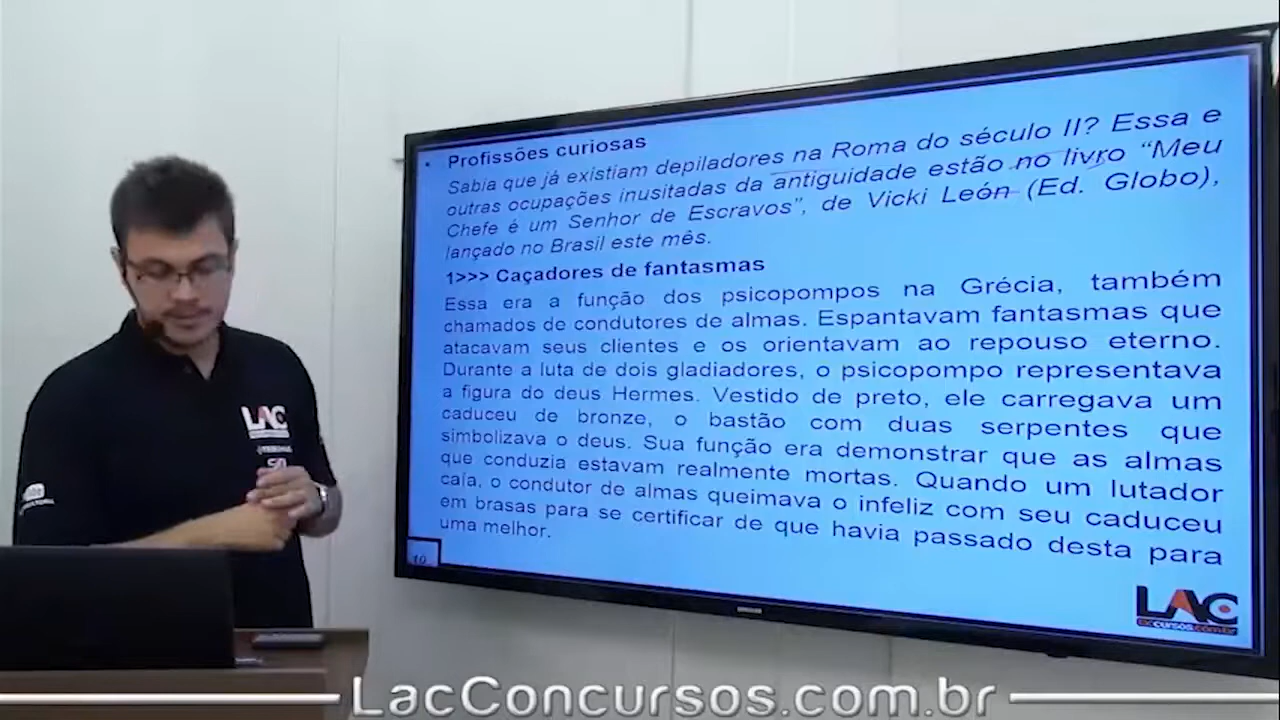 • Profissões curiosas
Sabia que já existiam depiladores na Roma do século II? Essa e
outras ocupações inusitadas da antiguidade estão no livro “Meu
Chefe é um Senhor de Escravos”, de Vicki León (Ed. Globo),
lançado no Brasil este mês.
1>>> Caçadores de fantasmas
Essa era a função dos psicopompos na Grécia, também
chamados de condutores de almas. Espantavam fantasmas que
atacavam seus clientes e os orientavam ao repouso eterno.
Durante a luta de dois gladiadores, o psicopompo representava
a figura do deus Hermes. Vestido de preto, ele carregava um
caduceu de bronze, o bastão com duas serpentes que
simbolizava o deus. Sua função era demonstrar que as almas
que conduzia estavam realmente mortas. Quando um lutador
caía, o condutor de almas queimava o infeliz com seu caduceu
em brasas para se certificar de que havia passado desta para
uma melhor.
10
LAC
laccursos.com.br
LAC
SAMSUNG
LacConcursos.com.br